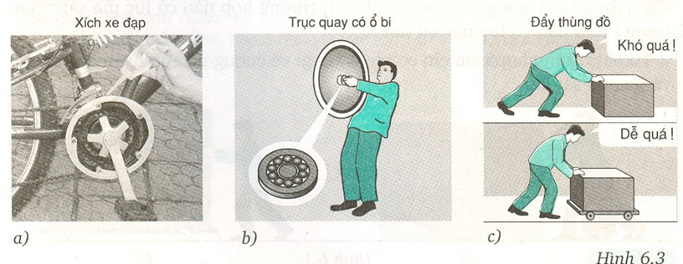 Xích xe đạp
Trục quay có ổ bi
Đẩy thùng đồ
Khó quá !
Dễ quá !
a)
b)
c)
Hình 6.3